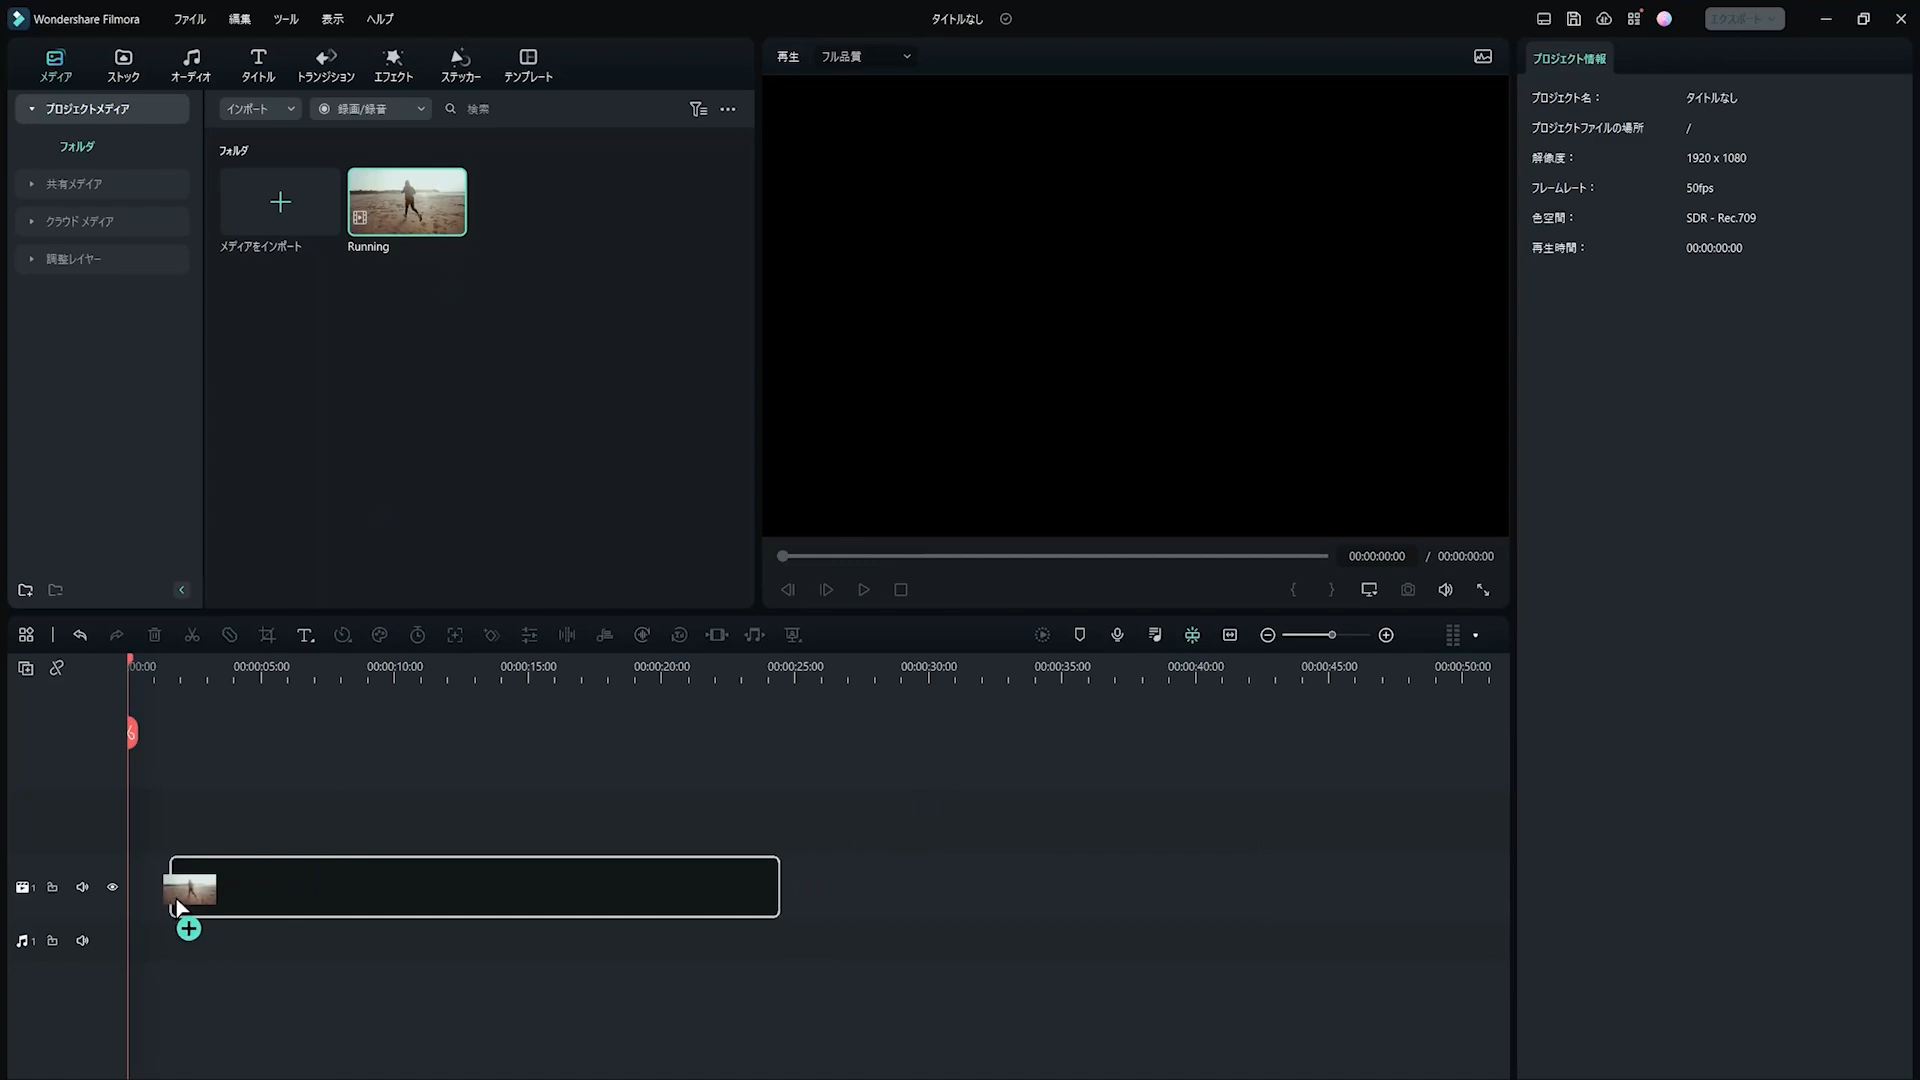 Wondershare Filmora ファイル 編集 ツール 表示 ヘルプ タイトルなし エクスポート
メディア ストック オーディオ タイトル トランジション エフェクト ステッカー テンプレート
再生 フル品質
プロジェクト情報
プロジェクトメディア
インポート 録画/録音 検索
フォルダ
共有メディア
クラウド メディア
調整レイヤー
フォルダ
メディアをインポート
Running
プロジェクト名： タイトルなし
プロジェクトファイルの場所 /
解像度： 1920 x 1080
フレームレート： 50fps
色空間： SDR - Rec.709
再生時間： 00:00:00:00
00:00:00:00 / 00:00:00:00
00:00 00:00:05:00 00:00:10:00 00:00:15:00 00:00:20:00 00:00:25:00 00:00:30:00 00:00:35:00 00:00:40:00 00:00:45:00 00:00:50:00
1
1